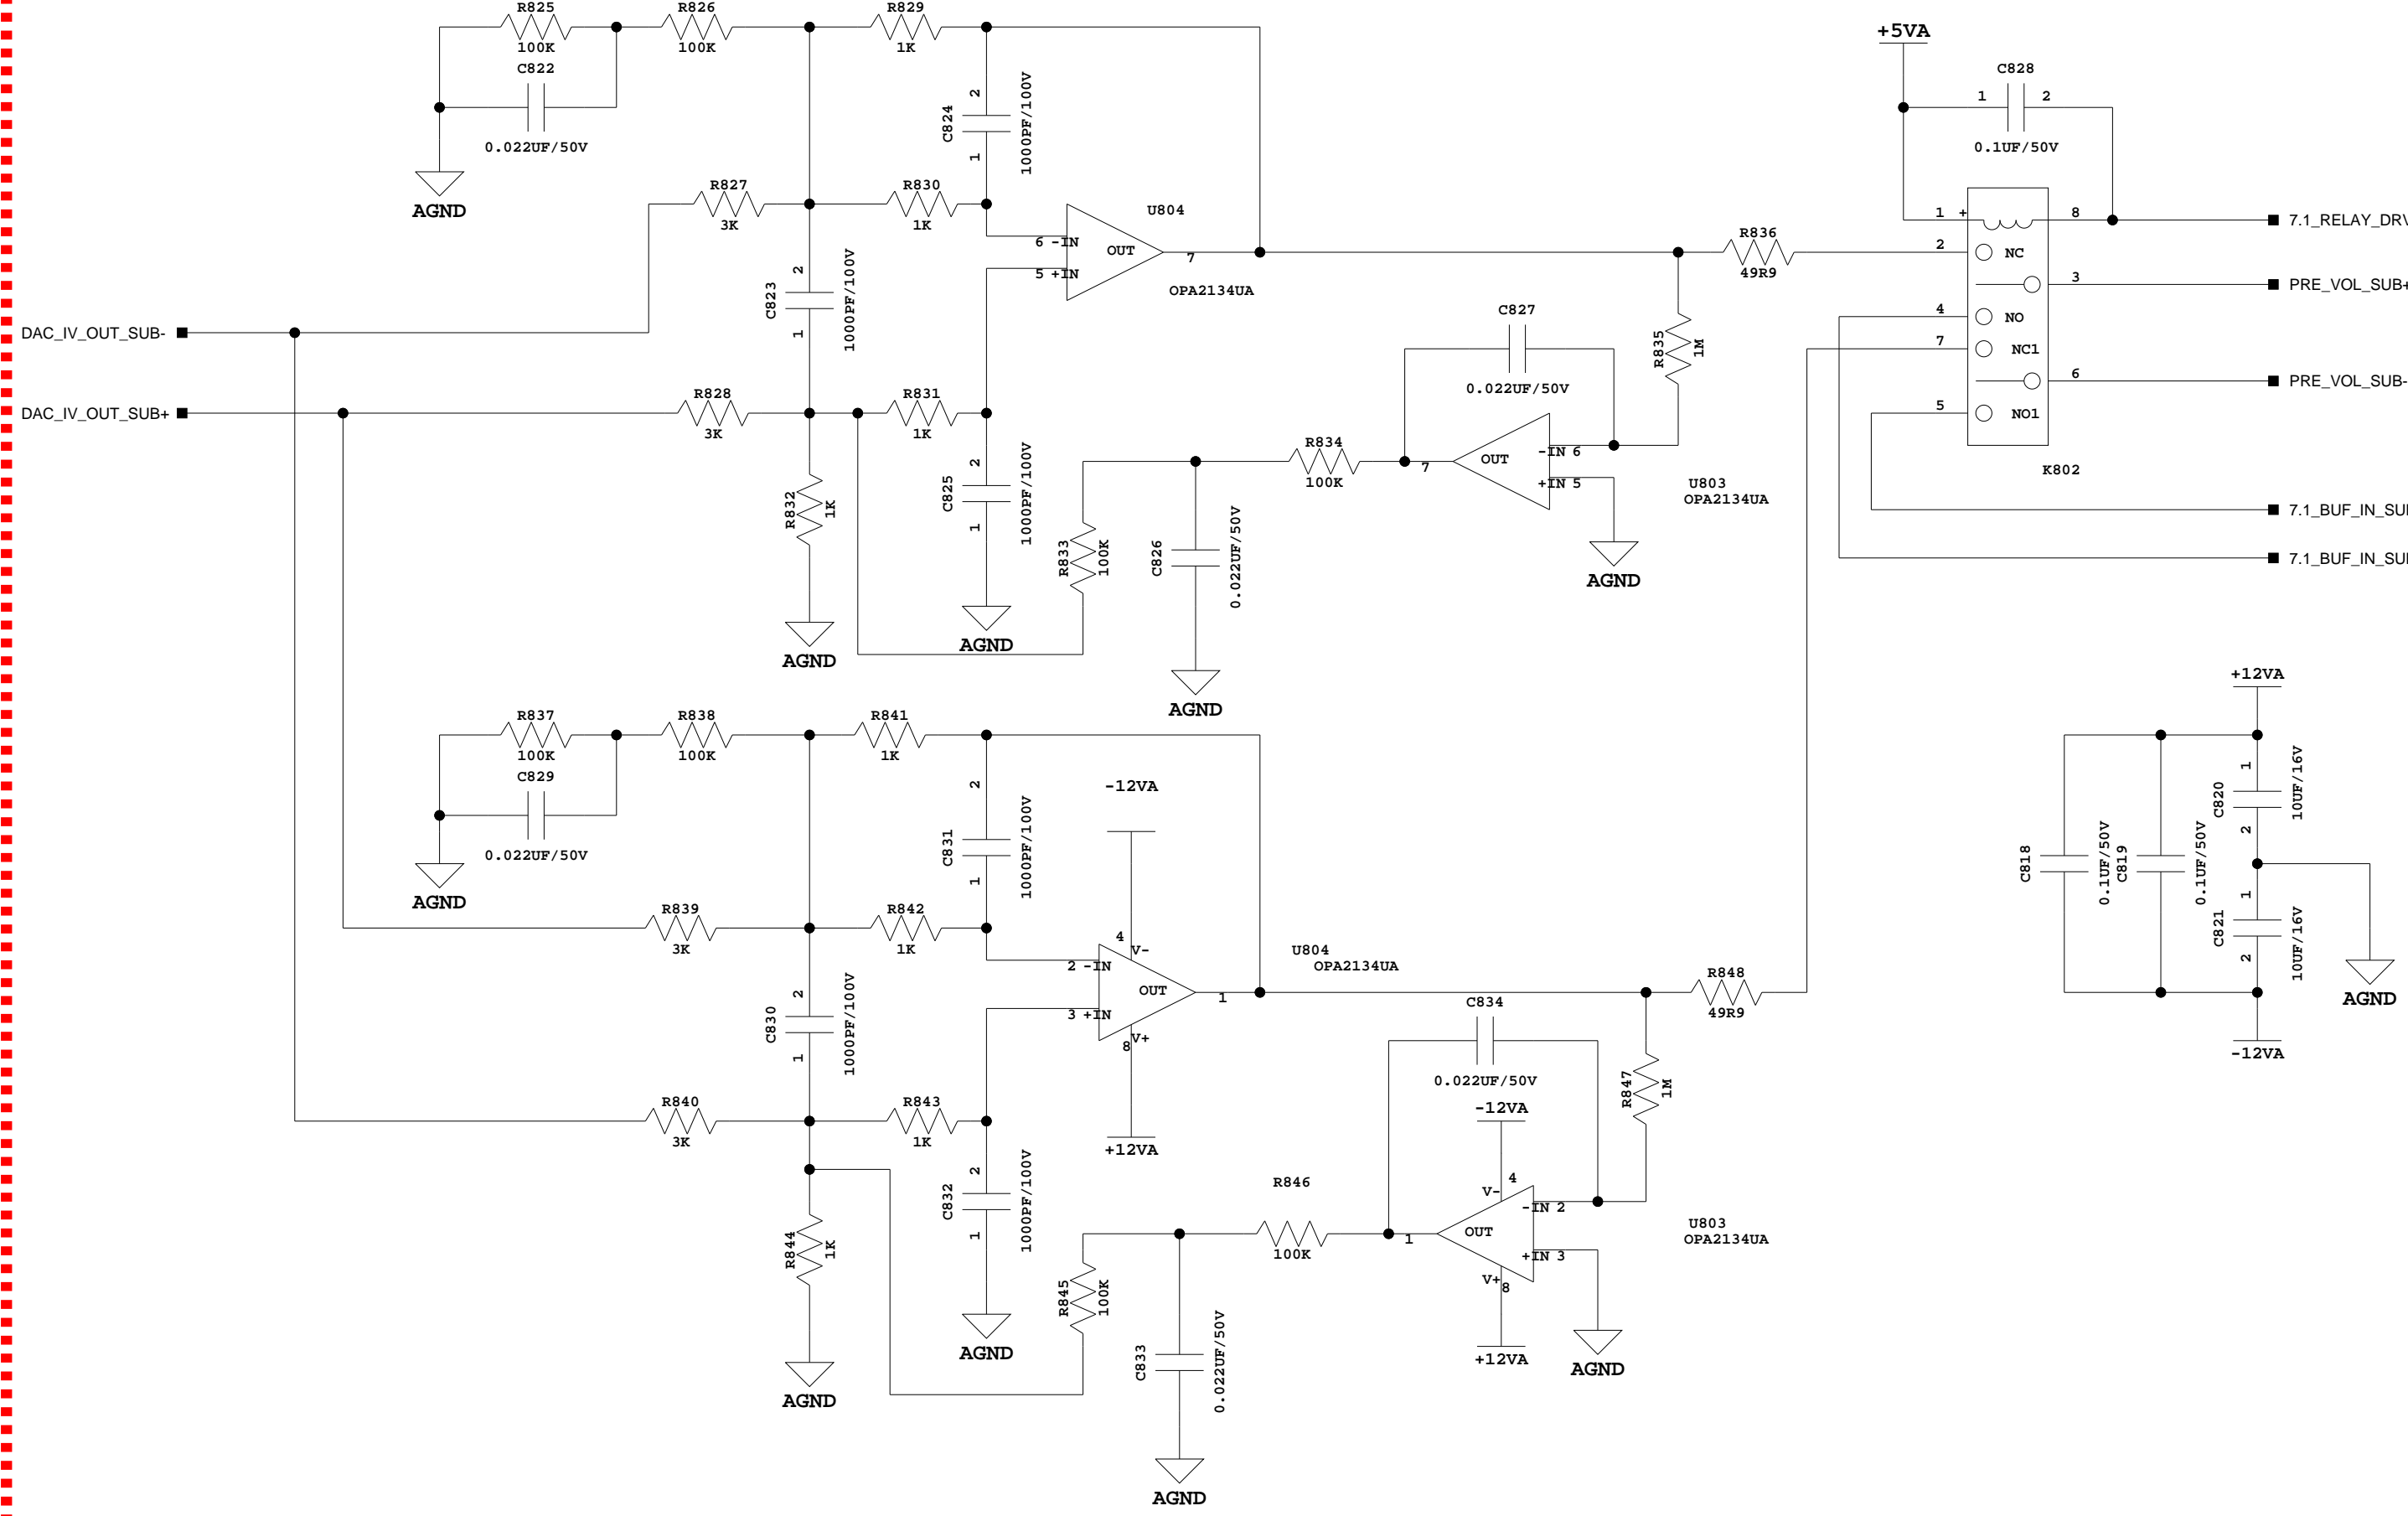 R825
100K
C822
0.022UF/50V
AGND
R826
100K
R829
1K
2
C824
1000PF/100V
1
R827
3K
R830
1K
U804
6 -IN
5 +IN
OUT
7
OPA2134UA
2
C823
1000PF/100V
1
DAC_IV_OUT_SUB-
DAC_IV_OUT_SUB+
R828
3K
R831
1K
R832
1K
AGND
2
C825
1000PF/100V
1
AGND
R833
100K
C826
0.022UF/50V
AGND
R834
100K
C827
0.022UF/50V
7
OUT
-IN 6
+IN 5
U803
OPA2134UA
AGND
R835
1M
R836
49R9
+5VA
C828
1
2
0.1UF/50V
1
+
8
2
NC
3
4
NO
7
NC1
6
5
NO1
K802
7.1_RELAY_DRV
PRE_VOL_SUB+
PRE_VOL_SUB-
7.1_BUF_IN_SU
7.1_BUF_IN_SU
R837
100K
C829
0.022UF/50V
AGND
R838
100K
R841
1K
2
C831
1000PF/100V
1
-12VA
R839
3K
R842
1K
4
V-
2 -IN
OUT
1
3 +IN
V+
8
+12VA
U804
OPA2134UA
2
C830
1000PF/100V
1
R840
3K
R843
1K
R844
1K
AGND
2
C832
1000PF/100V
1
AGND
R845
100K
C833
0.022UF/50V
AGND
R846
100K
C834
0.022UF/50V
-12VA
4
V-
-IN 2
OUT
1
+IN 3
V+
8
+12VA
AGND
U803
OPA2134UA
R847
1M
R848
49R9
+12VA
C818
0.1UF/50V
C819
0.1UF/50V
1
C820
10UF/16V
2
1
C821
10UF/16V
2
AGND
-12VA